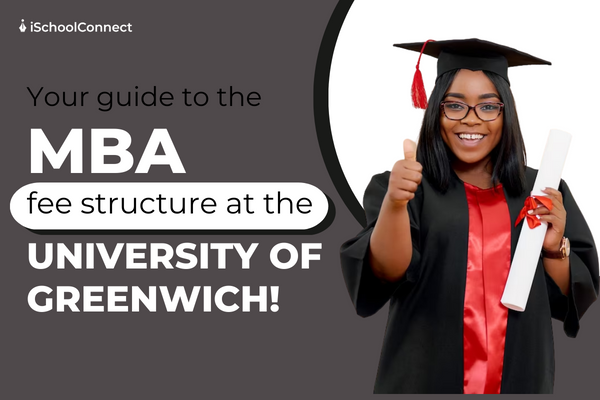 iSchoolConnect
Your guide to the
MBA
fee structure at the
UNIVERSITY OF
GREENWICH!